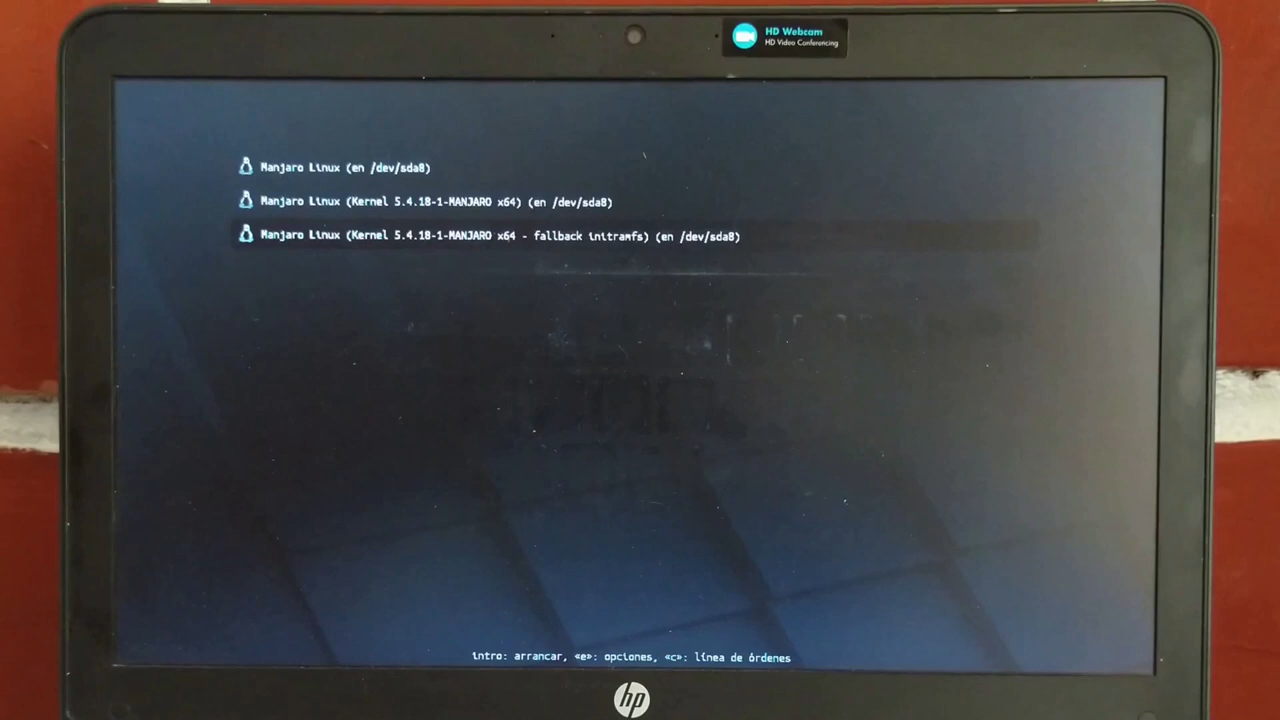 HD Webcam
HD Video Conferencing
Manjaro Linux (en /dev/sda8)
Manjaro Linux (Kernel 5.4.18-1-MANJARO x64) (en /dev/sda8)
Manjaro Linux (Kernel 5.4.18-1-MANJARO x64 - fallback initramfs) (en /dev/sda8)
intro: arrancar, «e»: opciones, «c»: línea de órdenes
hp